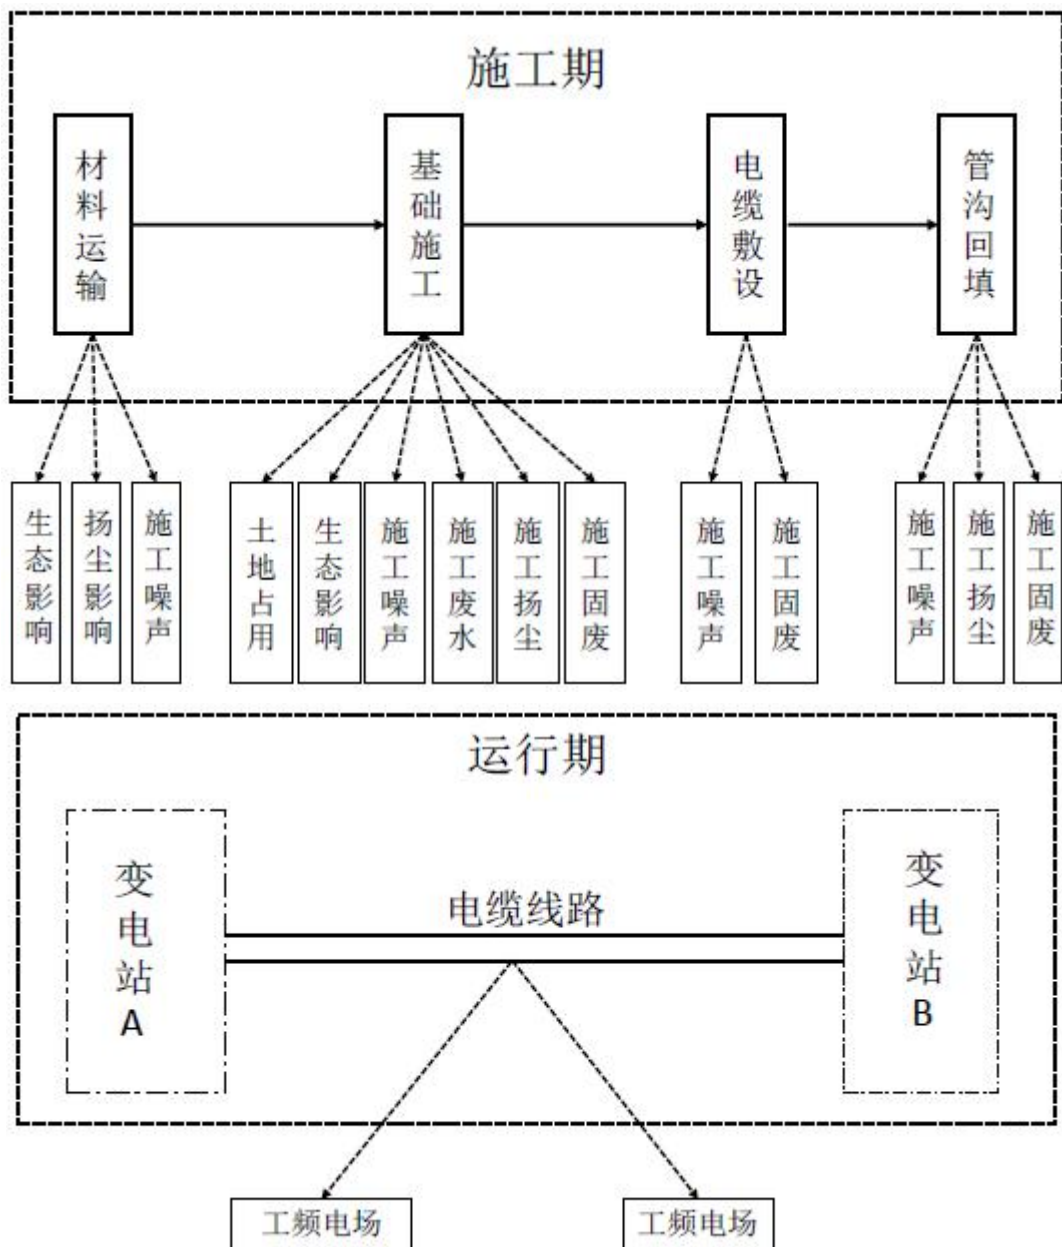 施工期
材料运输
基础施工
电缆敷设
管沟回填
生态影响
扬尘影响
施工噪声
土地占用
生态影响
施工噪声
施工废水
施工扬尘
施工固废
施工噪声
施工固废
施工噪声
施工扬尘
施工固废
运行期
变电站A
电缆线路
变电站B
工频电场
工频电场